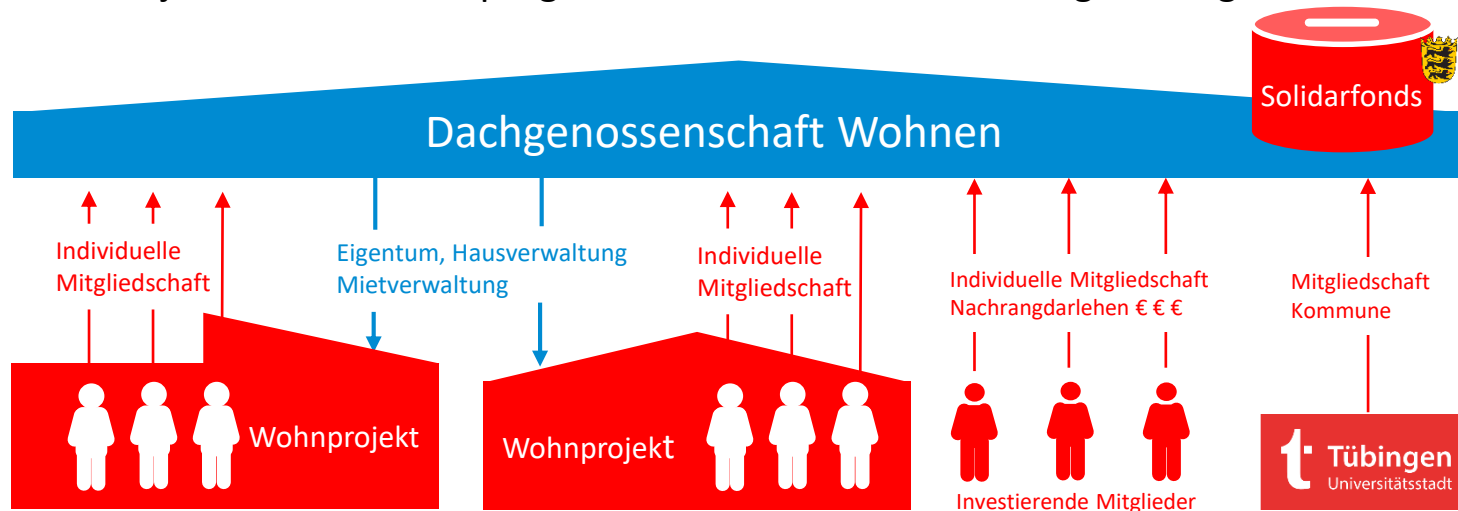 Solidarfonds
Dachgenossenschaft Wohnen
Individuelle
Mitgliedschaft
Eigentum, Hausverwaltung
Mietverwaltung
Individuelle
Mitgliedschaft
Individuelle Mitgliedschaft
Nachrangdarlehen € € €
Mitgliedschaft
Kommune
Wohnprojekt
Wohnprojekt
Investierende Mitglieder
t Tübingen
Universitätsstadt